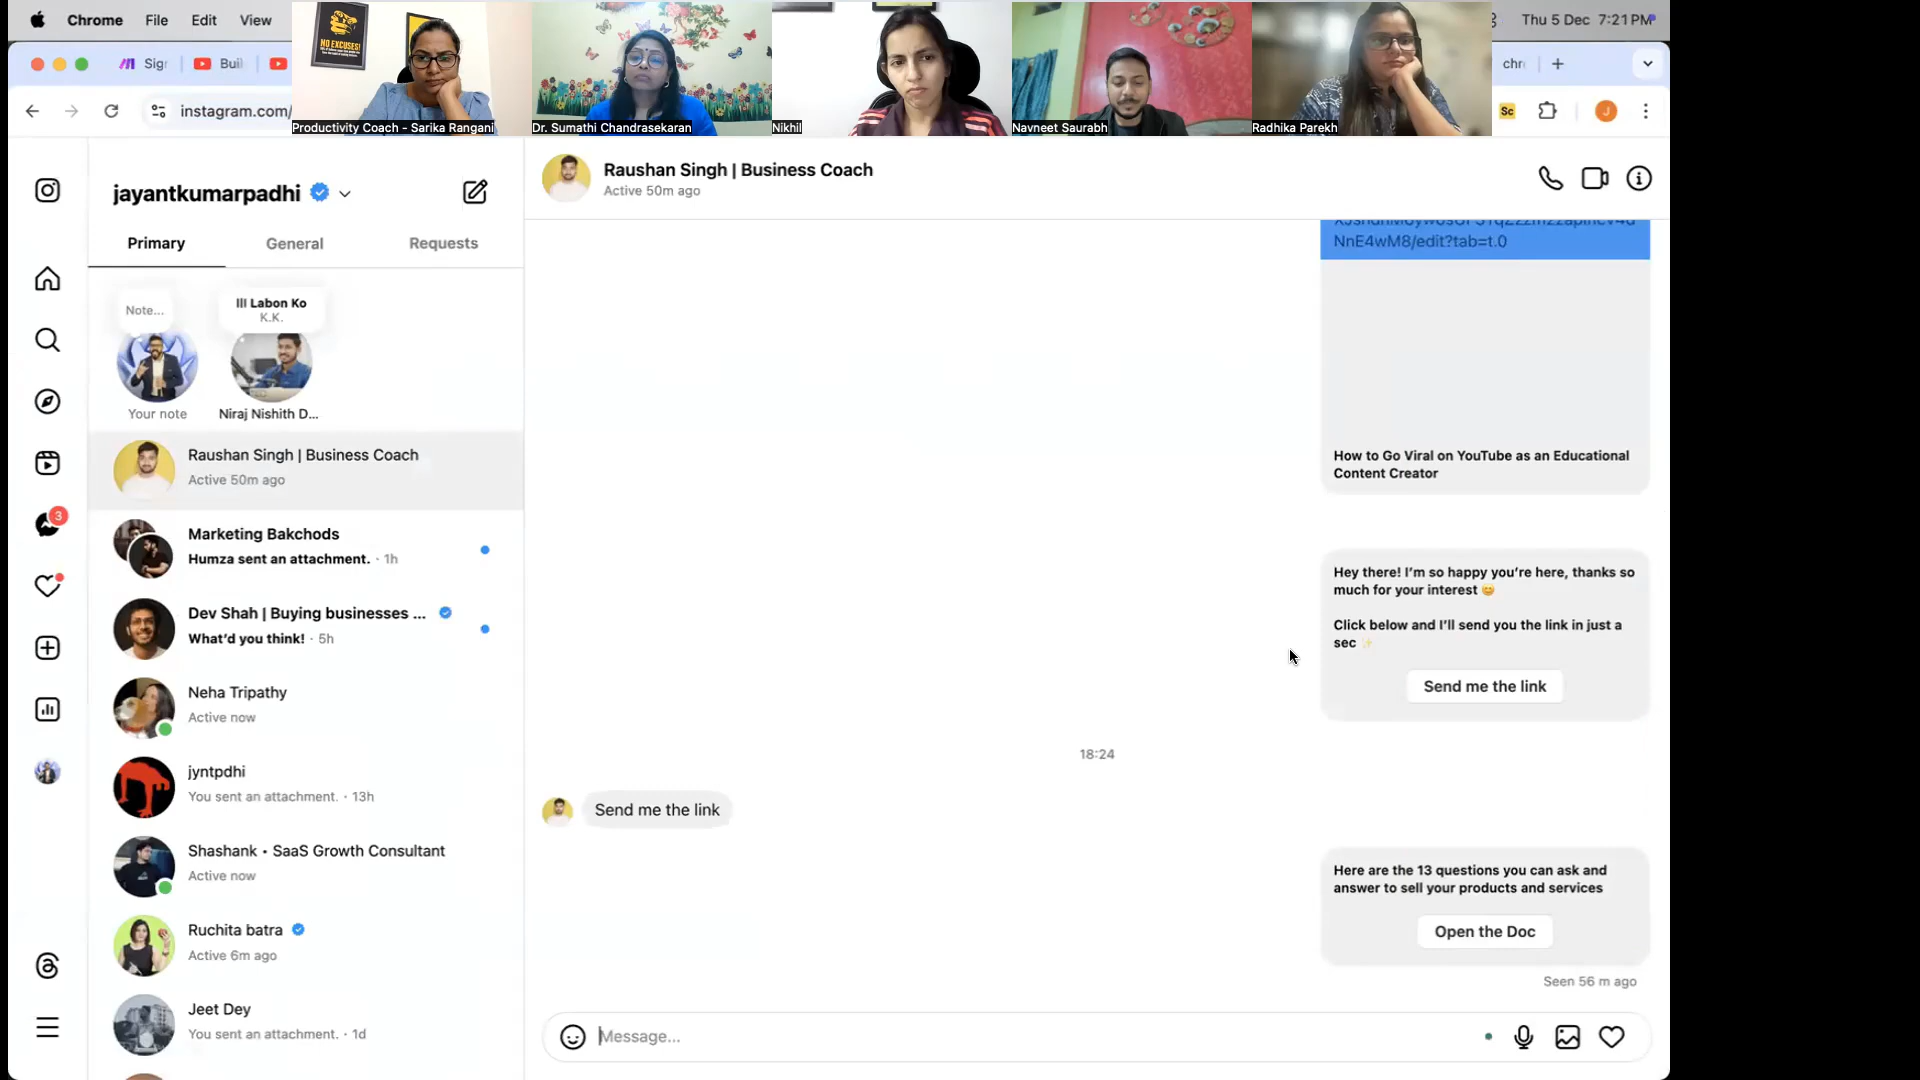 Chrome File Edit View
Thu 5 Dec 7:21 PM
Sig
Buil
chr
instagram.com/
Sc
J
NO EXCUSES!
Productivity Coach - Sarika Rangani
Dr. Sumathi Chandrasekaran
Nikhil
Navneet Saurabh
Radhika Parekh
jayantkumarpadhi
Primary
General
Requests
Note...
Labon Ko
K.K.
Your note
Niraj Nishith D...
Raushan Singh | Business Coach
Active 50m ago
Marketing Bakchods
Humza sent an attachment. · 1h
Dev Shah | Buying businesses ...
What'd you think! · 5h
3
Neha Tripathy
Active now
jyntpdhi
You sent an attachment. · 13h
Shashank • SaaS Growth Consultant
Active now
Ruchita batra
Active 6m ago
Jeet Dey
You sent an attachment. · 1d
Raushan Singh | Business Coach
Active 50m ago
NnE4wM8/edit?tab=t.0
How to Go Viral on YouTube as an Educational
Content Creator
Hey there! I'm so happy you're here, thanks so
much for your interest 😊
Click below and I'll send you the link in just a
sec ✨
Send me the link
18:24
Send me the link
Here are the 13 questions you can ask and
answer to sell your products and services
Open the Doc
Seen 56 m ago
Message...